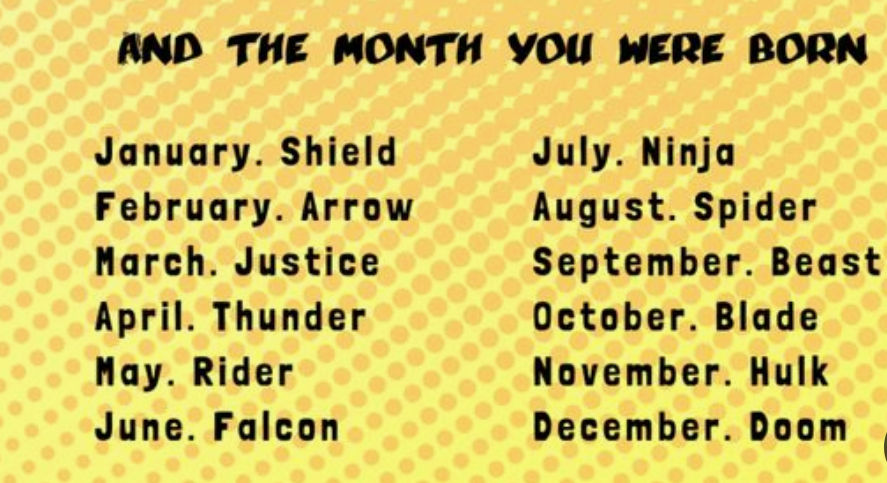 AND THE MONTH YOU WERE BORN
January. Shield
February. Arrow
March. Justice
April. Thunder
May. Rider
June. Falcon
July. Ninja
August. Spider
September. Beast
October. Blade
November. Hulk
December. Doom